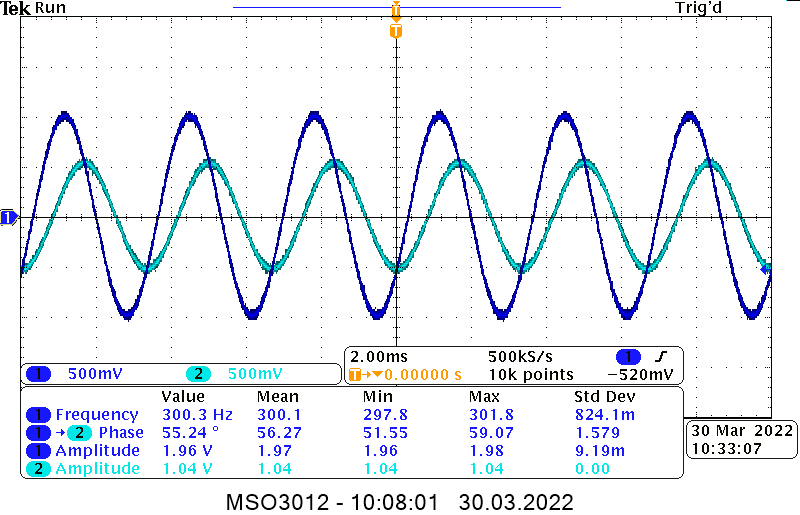 Tek Run Trig'd
T
T
T
1 500mV 2 500mV
2.00ms 500kS/s 1
T→▼0.00000 s 10k points −520mV
Value Mean Min Max Std Dev
1 Frequency 300.3 Hz 300.1 297.8 301.8 824.1m
1→2 Phase 55.24 ° 56.27 51.55 59.07 1.579
1 Amplitude 1.96 V 1.97 1.96 1.98 9.19m
2 Amplitude 1.04 V 1.04 1.04 1.04 0.00
30 Mar 2022
10:33:07
MSO3012 - 10:08:01 30.03.2022